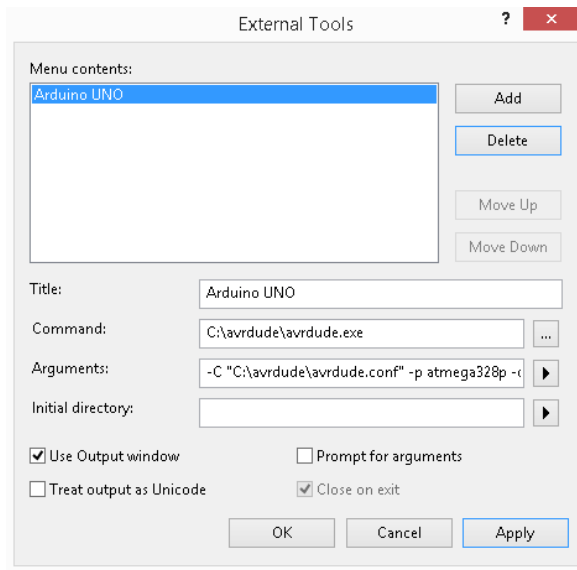 External Tools
?
×
Menu contents:
Arduino UNO
Add
Delete
Move Up
Move Down
Title:
Arduino UNO
Command:
C:\avrdude\avrdude.exe
...
Arguments:
-C "C:\avrdude\avrdude.conf" -p atmega328p
Initial directory:
Use Output window
Prompt for arguments
Treat output as Unicode
Close on exit
OK
Cancel
Apply